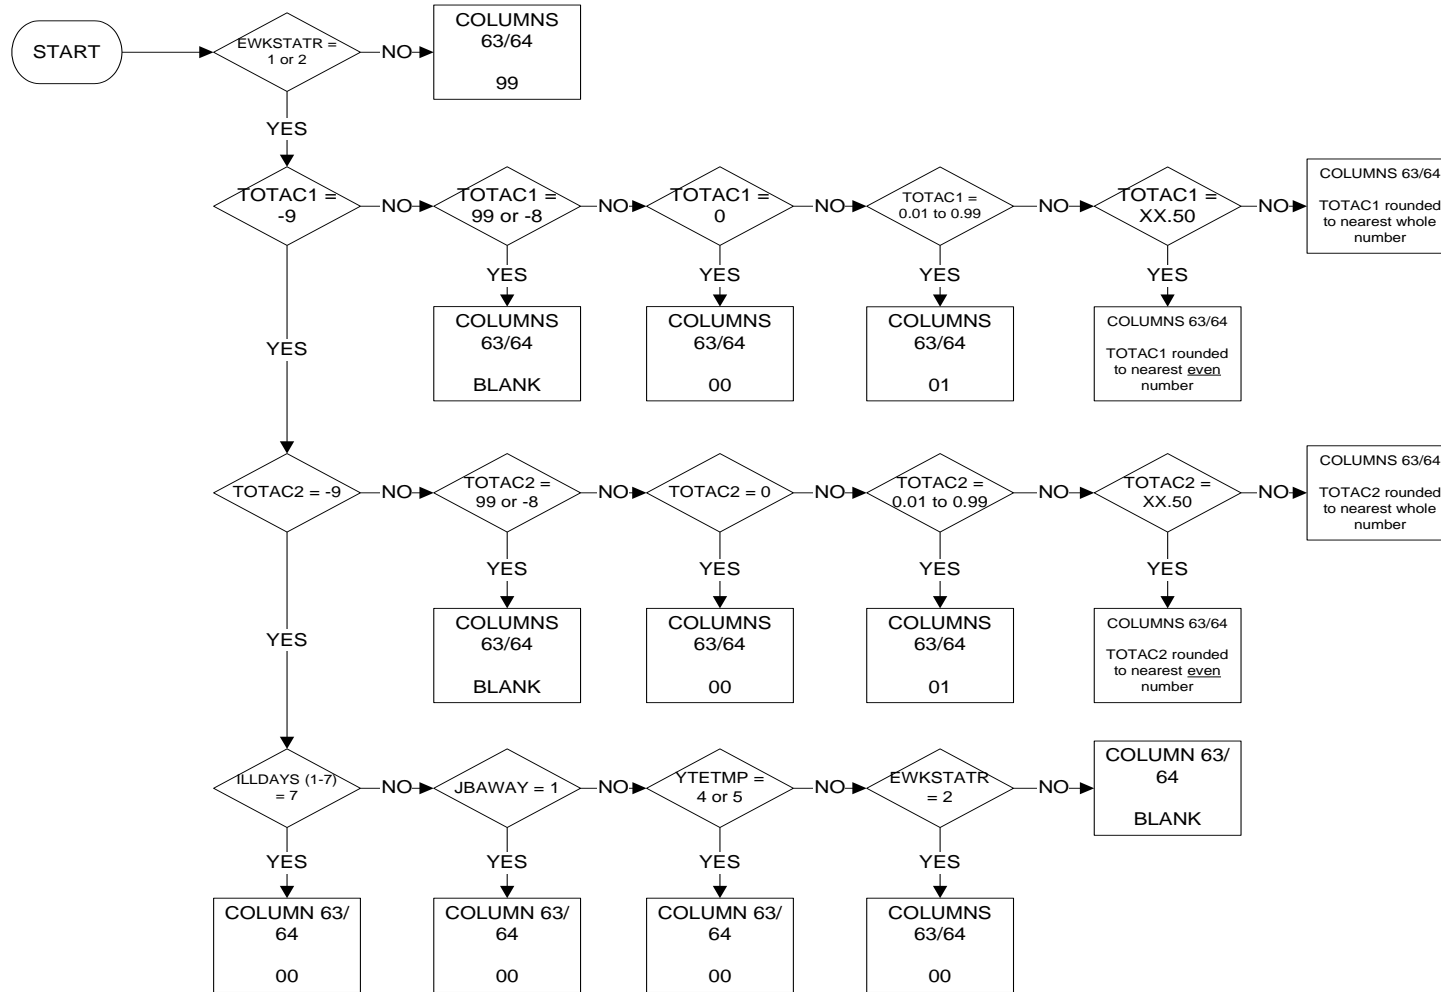 START
EWKSTATR =
1 or 2
NO
COLUMNS
63/64
99
YES
TOTAC1 =
-9
NO
TOTAC1 =
99 or -8
NO
TOTAC1 =
0
NO
TOTAC1 =
0.01 to 0.99
NO
TOTAC1 =
XX.50
NO
COLUMNS 63/64
TOTAC1 rounded
to nearest whole
number
YES
YES
YES
YES
YES
COLUMNS
63/64
BLANK
COLUMNS
63/64
00
COLUMNS
63/64
01
COLUMNS 63/64
TOTAC1 rounded
to nearest even
number
TOTAC2 = -9
NO
TOTAC2 =
99 or -8
NO
TOTAC2 = 0
NO
TOTAC2 =
0.01 to 0.99
NO
TOTAC2 =
XX.50
NO
COLUMNS 63/64
TOTAC2 rounded
to nearest whole
number
YES
YES
YES
YES
YES
COLUMNS
63/64
BLANK
COLUMNS
63/64
00
COLUMNS
63/64
01
COLUMNS 63/64
TOTAC2 rounded
to nearest even
number
ILLDAYS (1-7)
= 7
NO
JBAWAY = 1
NO
YTETMP =
4 or 5
NO
EWKSTATR
= 2
NO
COLUMN 63/
64
BLANK
YES
YES
YES
YES
COLUMN 63/
64
00
COLUMN 63/
64
00
COLUMN 63/
64
00
COLUMNS
63/64
00